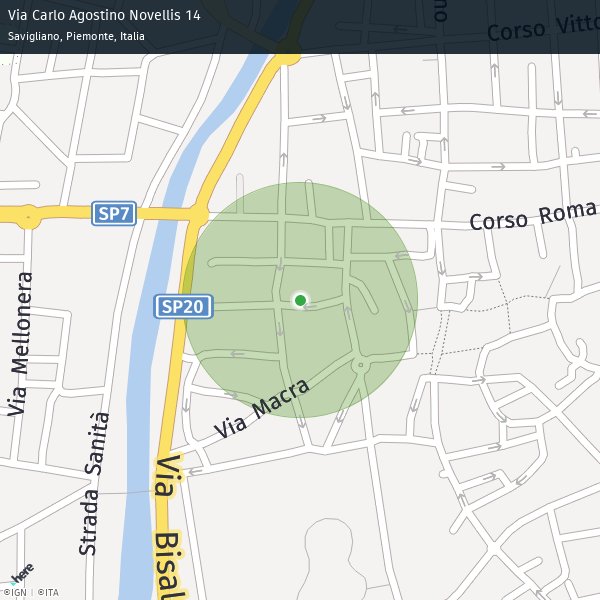 Via Carlo Agostino Novellis 14
Savigliano, Piemonte, Italia
no
Corso Vitto
SP7
Corso Roma
SP20
Via Mellonera
Via Macra
Strada Sanità
Via Bisal
here
©IGN | ©ITA